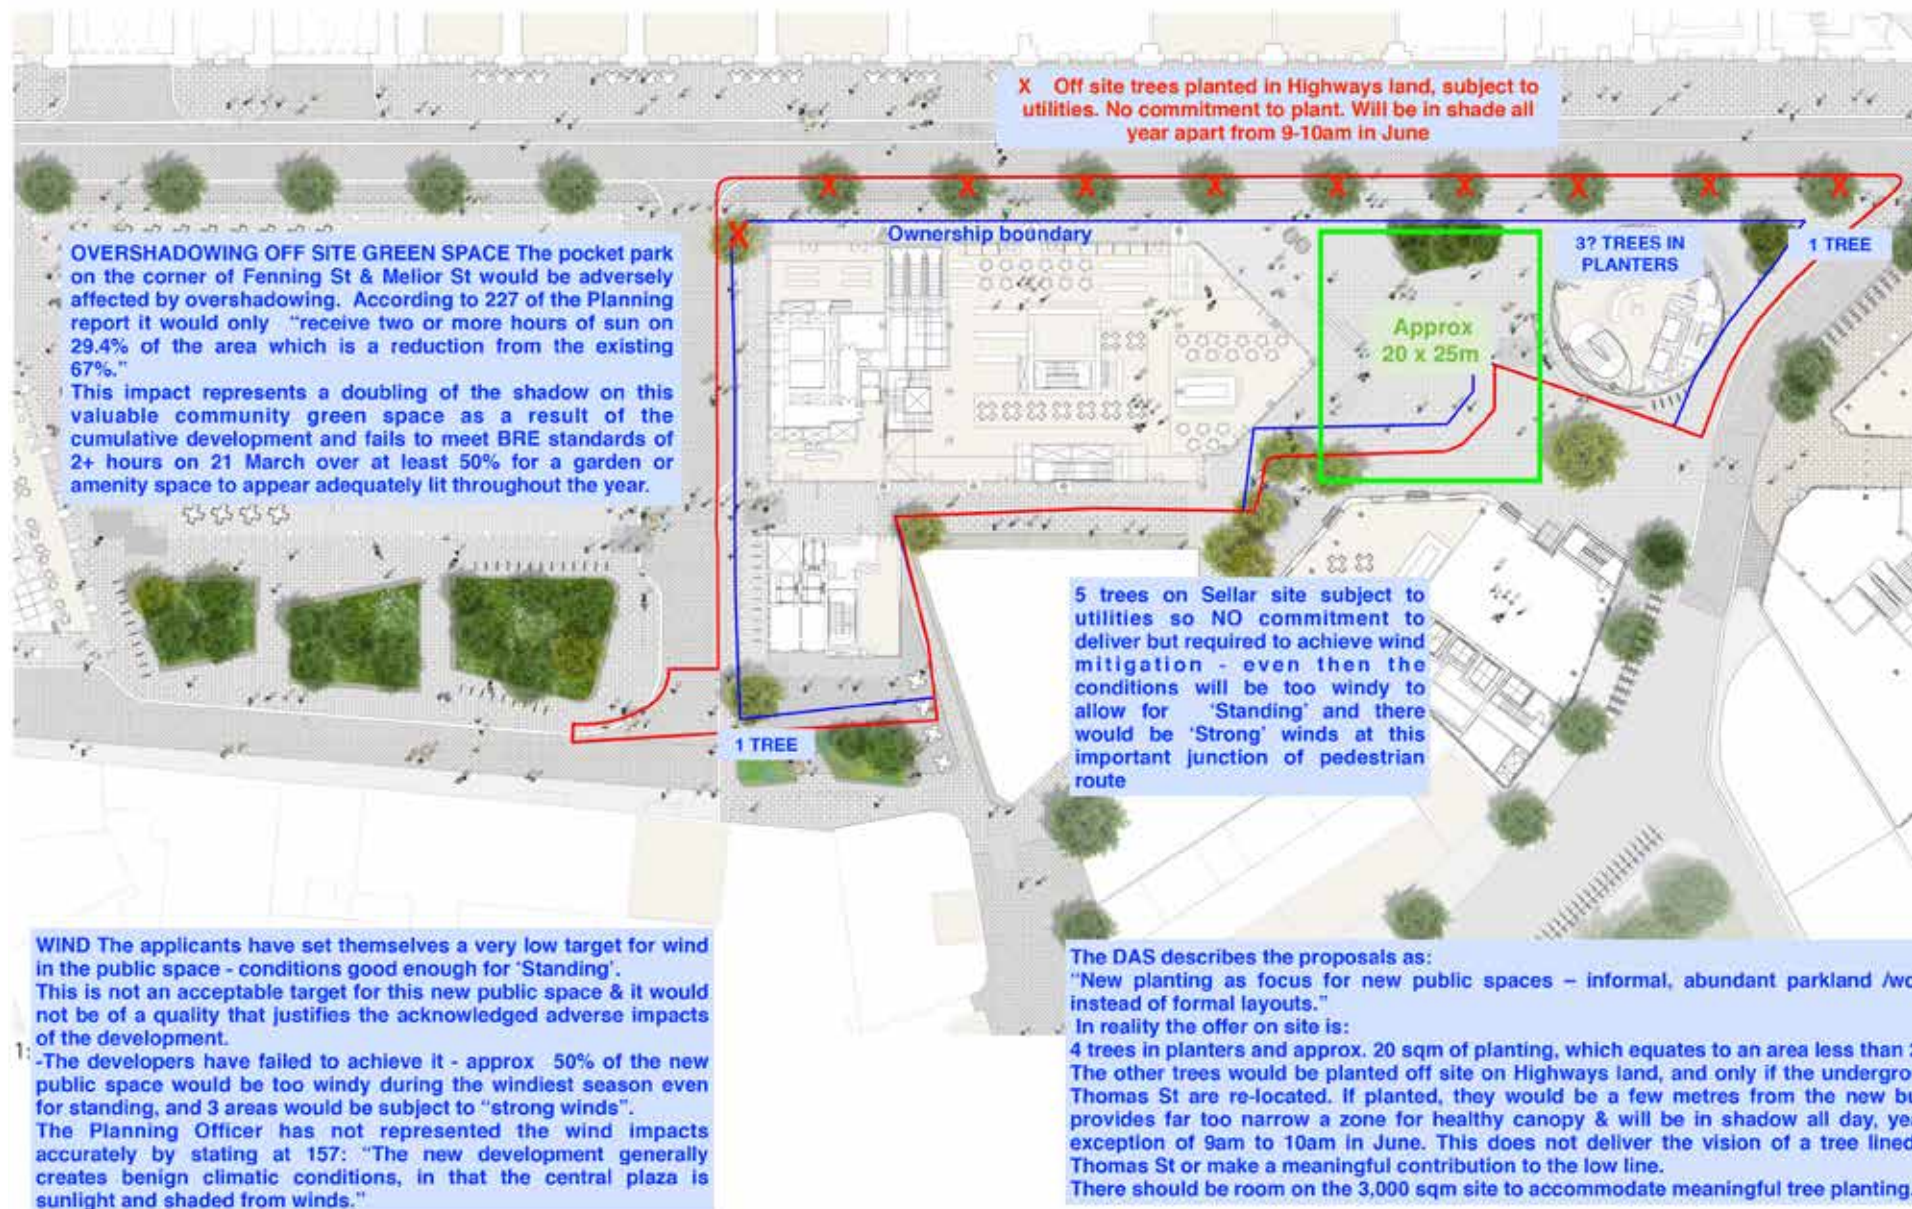 X Off site trees planted in Highways land, subject to
utilities. No commitment to plant. Will be in shade all
year apart from 9-10am in June
X X X X X X X X X
X
Ownership boundary
OVERSHADOWING OFF SITE GREEN SPACE The pocket park
on the corner of Fenning St & Melior St would be adversely
affected by overshadowing. According to 227 of the Planning
report it would only "receive two or more hours of sun on
29.4% of the area which is a reduction from the existing
67%."
This impact represents a doubling of the shadow on this
valuable community green space as a result of the
cumulative development and fails to meet BRE standards of
2+ hours on 21 March over at least 50% for a garden or
amenity space to appear adequately lit throughout the year.
3? TREES IN
PLANTERS
1 TREE
Approx
20 x 25m
5 trees on Sellar site subject to
utilities so NO commitment to
deliver but required to achieve wind
mitigation - even then the
conditions will be too windy to
allow for 'Standing' and there
would be 'Strong' winds at this
important junction of pedestrian
route
1 TREE
WIND The applicants have set themselves a very low target for wind
in the public space - conditions good enough for 'Standing'.
This is not an acceptable target for this new public space & it would
not be of a quality that justifies the acknowledged adverse impacts
of the development.
1:
-The developers have failed to achieve it - approx 50% of the new
public space would be too windy during the windiest season even
for standing, and 3 areas would be subject to "strong winds".
The Planning Officer has not represented the wind impacts
accurately by stating at 157: "The new development generally
creates benign climatic conditions, in that the central plaza is
sunlight and shaded from winds."
The DAS describes the proposals as:
"New planting as focus for new public spaces – informal, abundant parkland /wo
instead of formal layouts."
In reality the offer on site is:
4 trees in planters and approx. 20 sqm of planting, which equates to an area less than
The other trees would be planted off site on Highways land, and only if the undergro
Thomas St are re-located. If planted, they would be a few metres from the new bu
provides far too narrow a zone for healthy canopy & will be in shadow all day, yea
exception of 9am to 10am in June. This does not deliver the vision of a tree lined
Thomas St or make a meaningful contribution to the low line.
There should be room on the 3,000 sqm site to accommodate meaningful tree planting.